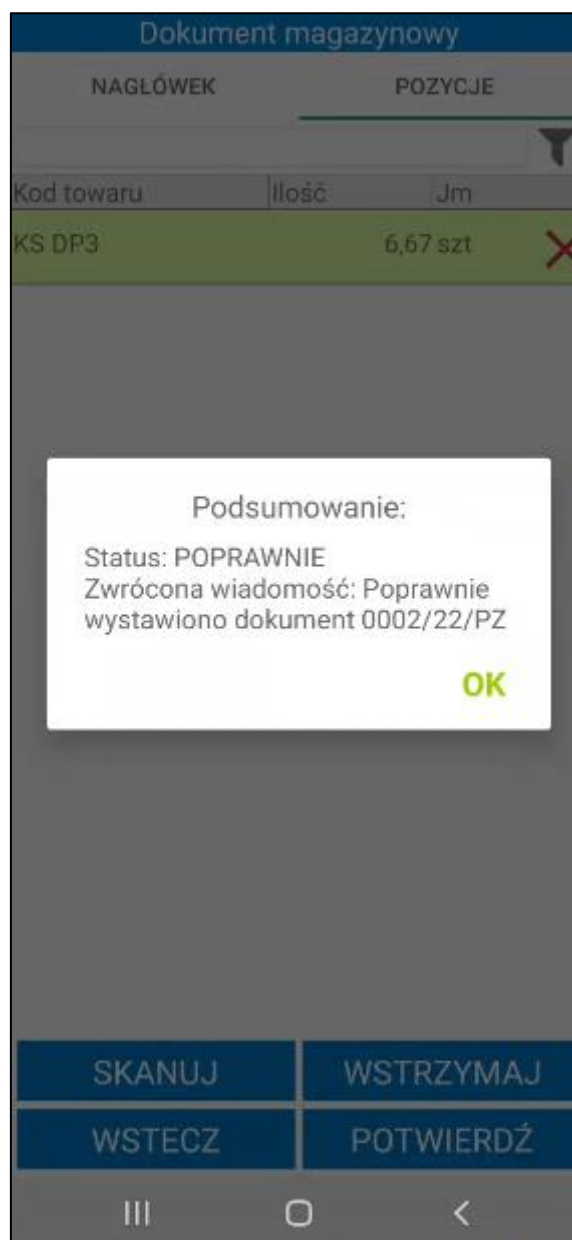 Dokument magazynowy
NAGŁÓWEK POZYCJE
Kod towaru Ilość Jm
KS DP3 6,67 szt
Podsumowanie:
Status: POPRAWNIE
Zwrócona wiadomość: Poprawnie
wystawiono dokument 0002/22/PZ
OK
SKANUJ WSTRZYMAJ
WSTECZ POTWIERDŹ